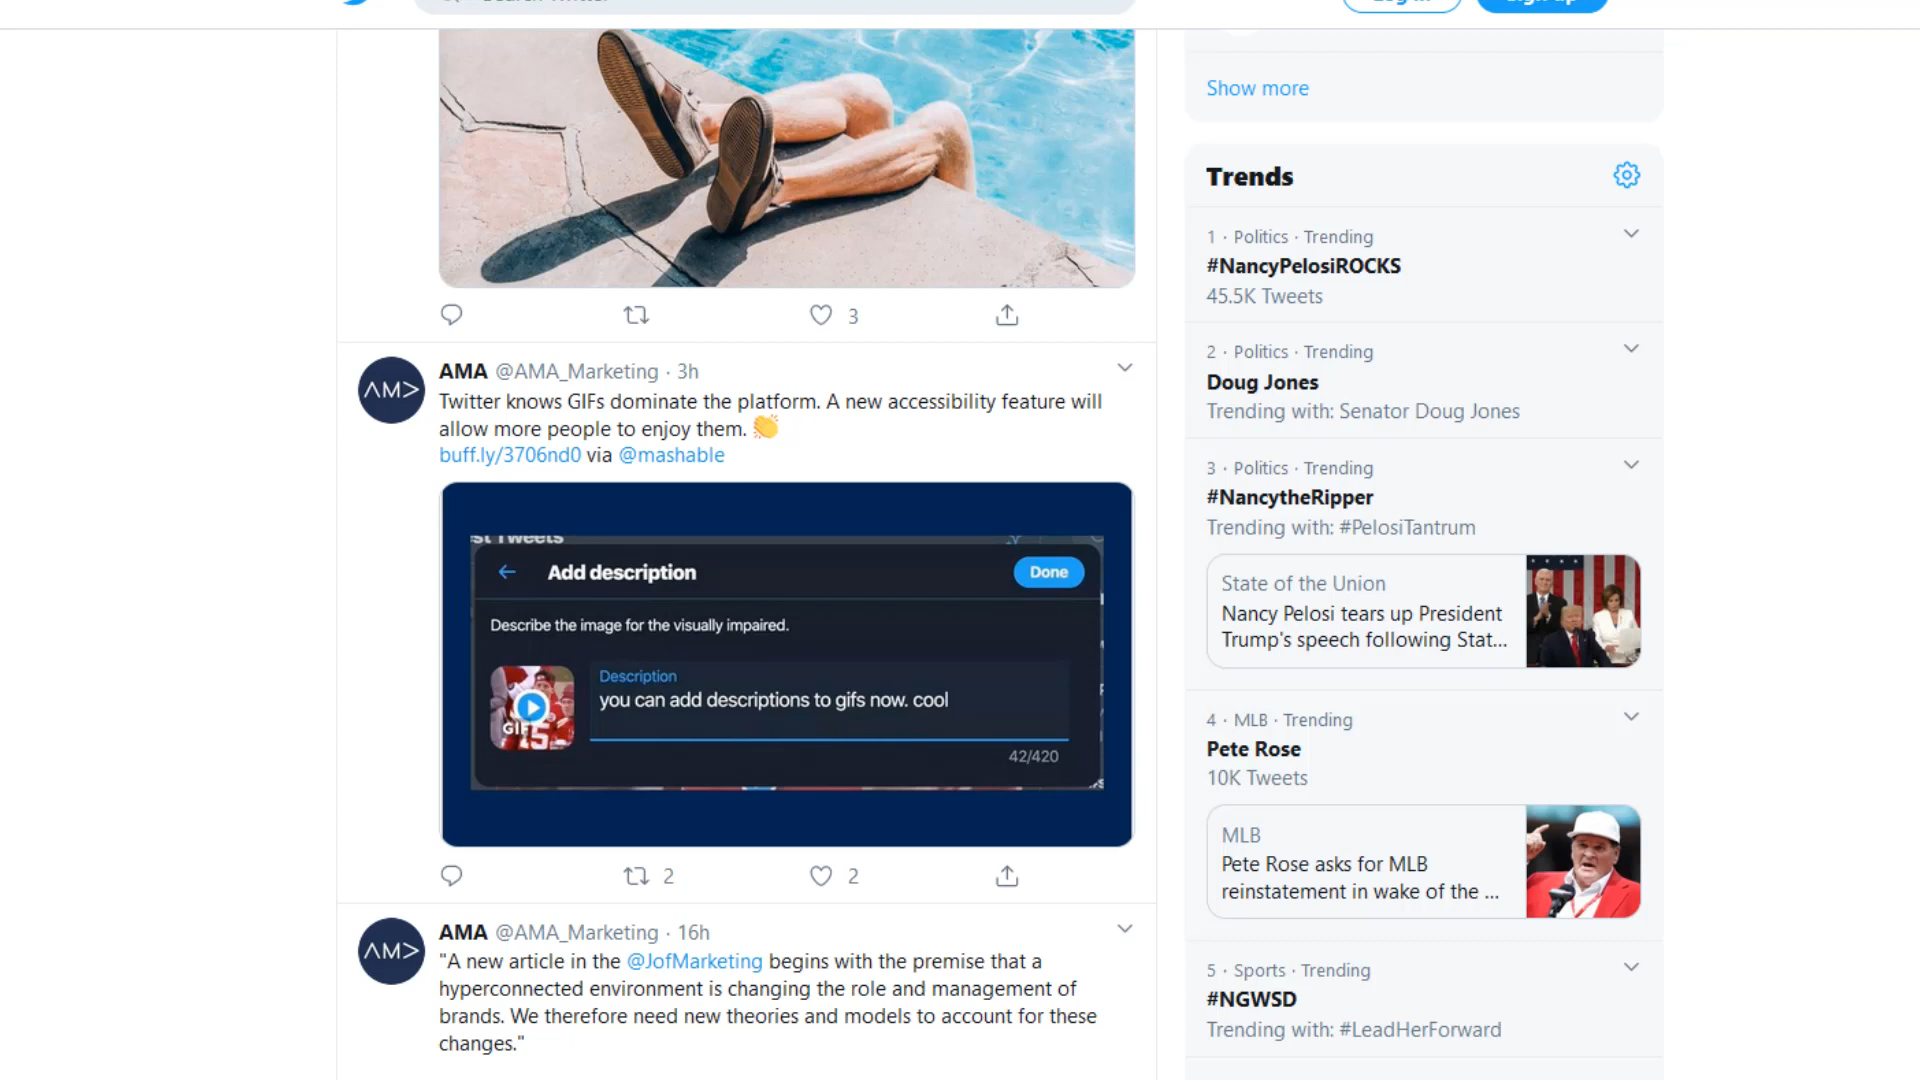 Show more
3
AMA @AMA_Marketing · 3h
Twitter knows GIFs dominate the platform. A new accessibility feature will
allow more people to enjoy them. 👏
buff.ly/3706nd0 via @mashable
st Tweets
Add description
Done
Describe the image for the visually impaired.
GIF
15
Description
you can add descriptions to gifs now. cool
42/420
2
2
AMA @AMA_Marketing · 16h
"A new article in the @JofMarketing begins with the premise that a
hyperconnected environment is changing the role and management of
brands. We therefore need new theories and models to account for these
changes."
Trends
1 · Politics · Trending
#NancyPelosiROCKS
45.5K Tweets
2 · Politics · Trending
Doug Jones
Trending with: Senator Doug Jones
3 · Politics · Trending
#NancytheRipper
Trending with: #PelosiTantrum
State of the Union
Nancy Pelosi tears up President
Trump's speech following Stat...
4 · MLB · Trending
Pete Rose
10K Tweets
MLB
Pete Rose asks for MLB
reinstatement in wake of the ...
5 · Sports · Trending
#NGWSD
Trending with: #LeadHerForward